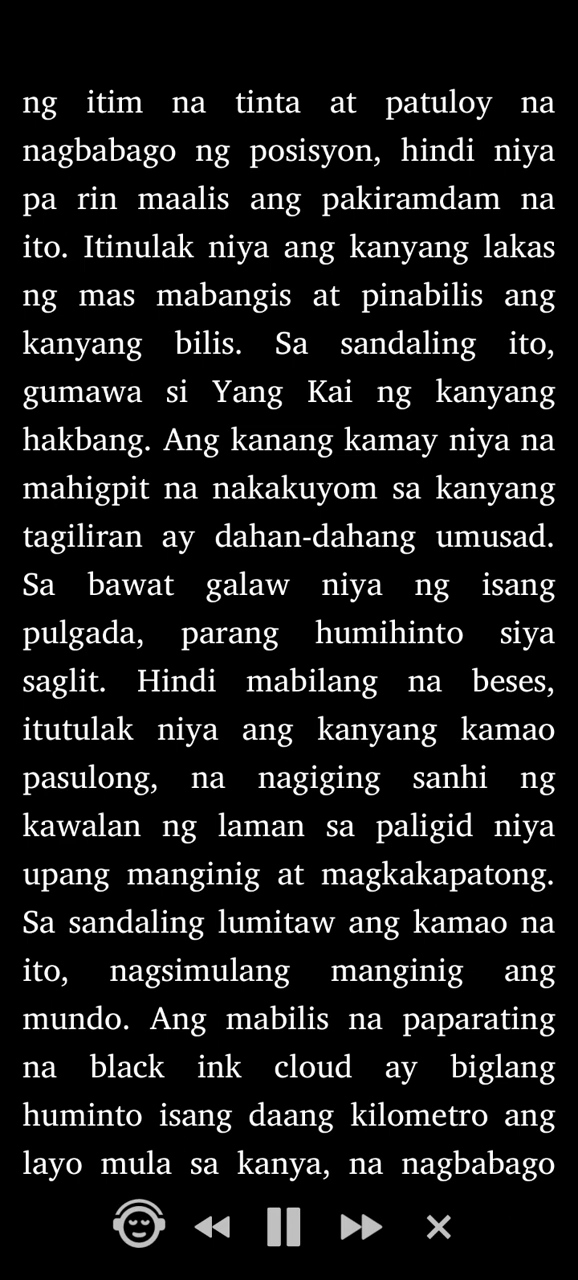 ng itim na tinta at patuloy na
nagbabago ng posisyon, hindi niya
pa rin maalis ang pakiramdam na
ito. Itinulak niya ang kanyang lakas
ng mas mabangis at pinabilis ang
kanyang bilis. Sa sandaling ito,
gumawa si Yang Kai ng kanyang
hakbang. Ang kanang kamay niya na
mahigpit na nakakuyom sa kanyang
tagiliran ay dahan-dahang umusad.
Sa bawat galaw niya ng isang
pulgada, parang humihinto siya
saglit. Hindi mabilang na beses,
itutulak niya ang kanyang kamao
pasulong, na nagiging sanhi ng
kawalan ng laman sa paligid niya
upang manginig at magkakapatong.
Sa sandaling lumitaw ang kamao na
ito, nagsimulang manginig ang
mundo. Ang mabilis na paparating
na black ink cloud ay biglang
huminto isang daang kilometro ang
layo mula sa kanya, na nagbabago